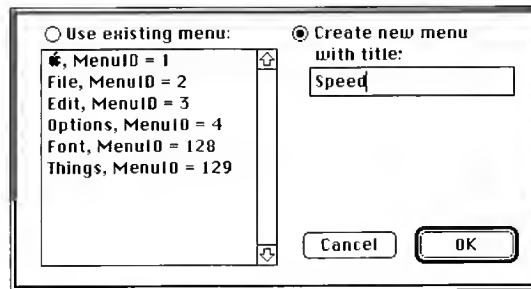 Use existing menu:
, MenuID = 1
File, MenuID = 2
Edit, MenuID = 3
Options, MenuID = 4
Font, MenuID = 128
Things, MenuID = 129
Create new menu
with title:
Speed
Cancel
OK